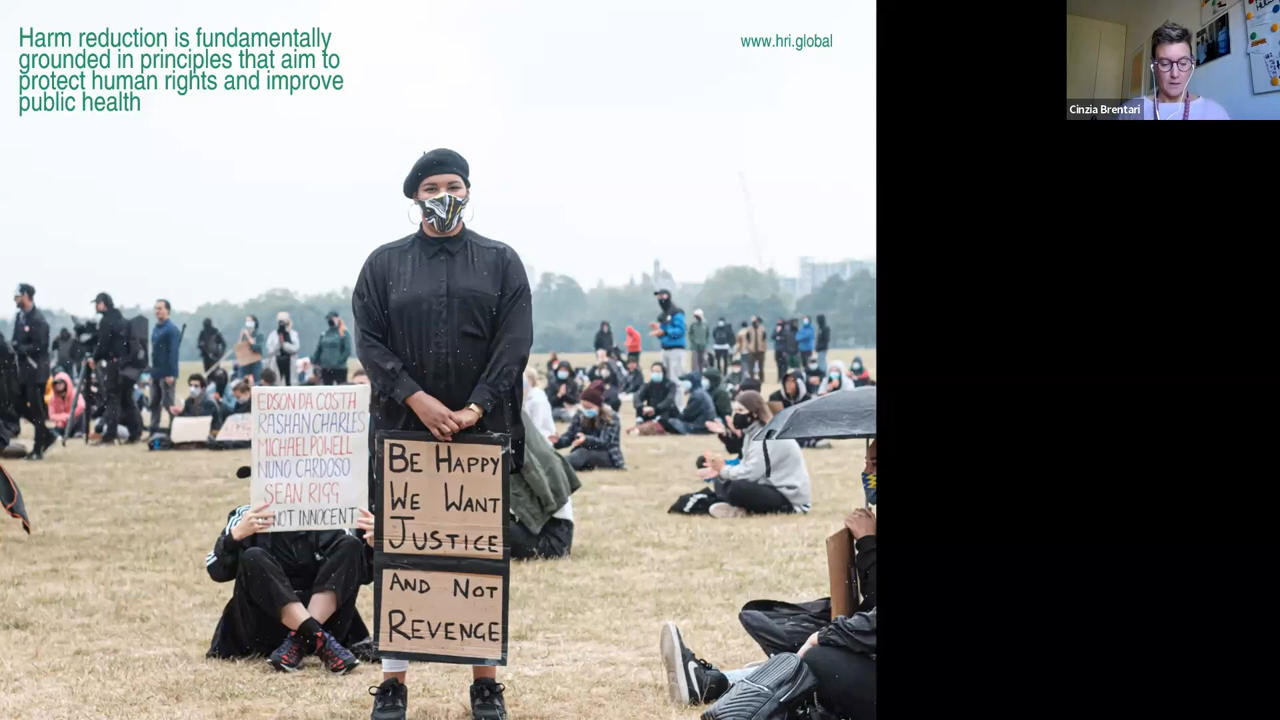 Harm reduction is fundamentally
grounded in principles that aim to
protect human rights and improve
public health
www.hri.global
Cinzia Brentari
EDSON DA COSTA
RASHAN CHARLES
MICHAEL POWELL
NUNO CARDOSO
SEAN RIGG
NOT INNOCENT
BE HAPPY
WE WANT
JUSTICE
AND NOT
REVENGE